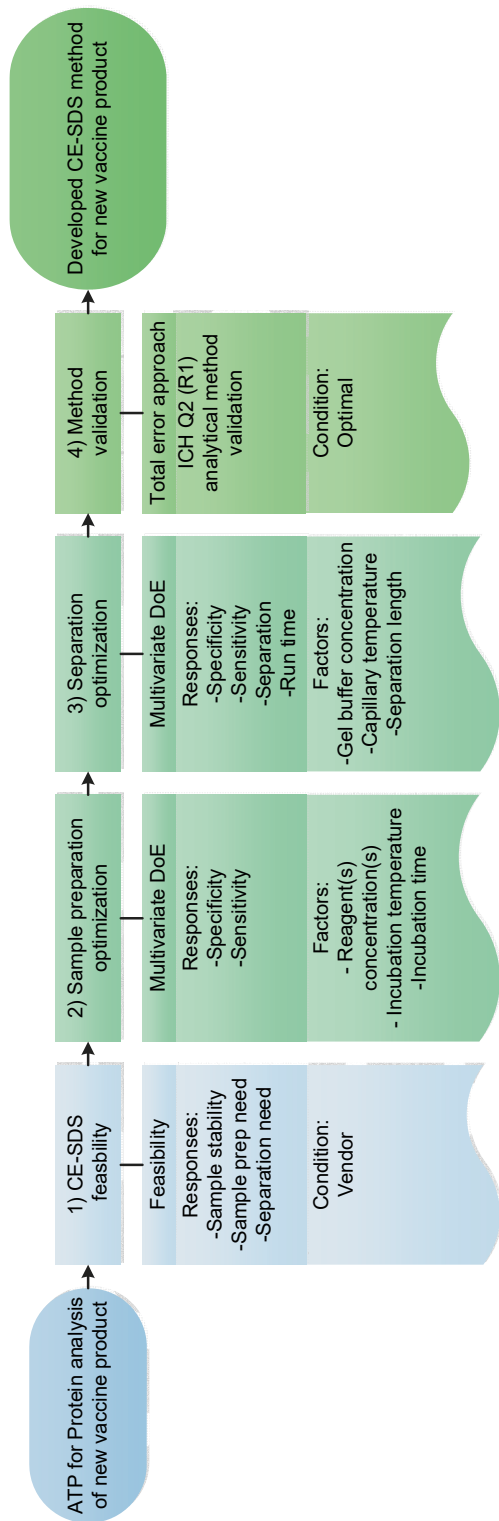 ATP for Protein analysis
of new vaccine product
1) CE-SDS
feasbility
Feasibility
Responses:
-Sample stability
-Sample prep need
-Separation need
Condition:
Vendor
2) Sample preparation
optimization
Multivariate DoE
Responses:
-Specificity
-Sensitivity
Factors:
- Reagent(s)
concentration(s)
- Incubation temperature
-Incubation time
3) Separation
optimization
Multivariate DoE
Responses:
-Specificity
-Sensitivity
-Separation
-Run time
Factors:
-Gel buffer concentration
-Capillary temperature
-Separation length
4) Method
validation
Total error approach
ICH Q2 (R1)
analytical method
validation
Condition:
Optimal
Developed CE-SDS method
for new vaccine product